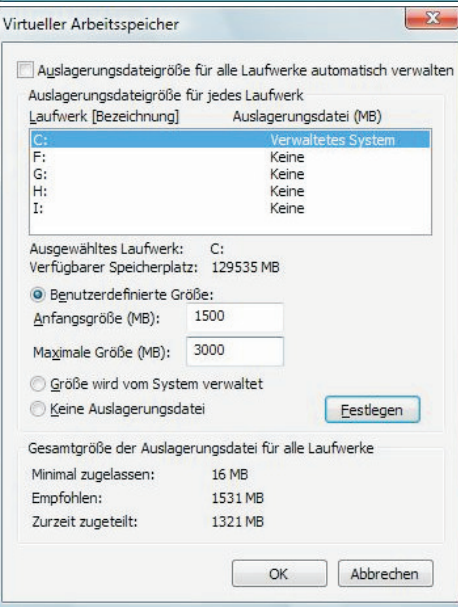 Virtueller Arbeitsspeicher
Auslagerungsdateigröße für alle Laufwerke automatisch verwalten
Auslagerungsdateigröße für jedes Laufwerk
Laufwerk [Bezeichnung] Auslagerungsdatei (MB)
C: Verwaltetes System
F: Keine
G: Keine
H: Keine
I: Keine
Ausgewähltes Laufwerk: C:
Verfügbarer Speicherplatz: 129535 MB
Benutzerdefinierte Größe:
Anfangsgröße (MB): 1500
Maximale Größe (MB): 3000
Größe wird vom System verwaltet
Keine Auslagerungsdatei Festlegen
Gesamtgröße der Auslagerungsdatei für alle Laufwerke
Minimal zugelassen: 16 MB
Empfohlen: 1531 MB
Zurzeit zugeteilt: 1321 MB
OK Abbrechen